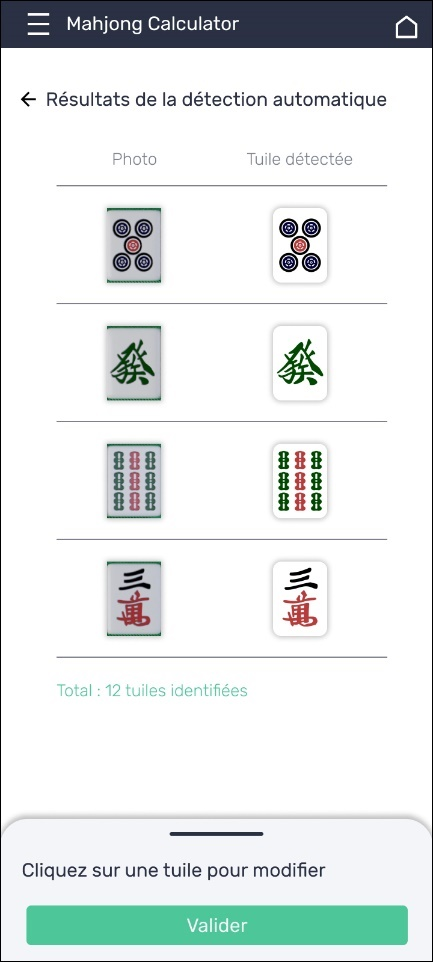 Mahjong Calculator
Résultats de la détection automatique
Photo Tuile détectée
發 發
三 三
萬 萬
Total : 12 tuiles identifiées
Cliquez sur une tuile pour modifier
Valider